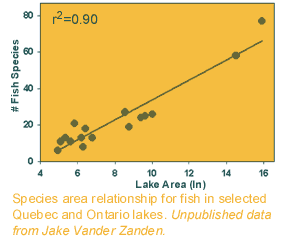 r²=0.90
# Fish Species
80
60
40
20
0
4 6 8 10 12 14 16
Lake Area (ln)
Species area relationship for fish in selected
Quebec and Ontario lakes. Unpublished data
from Jake Vander Zanden.